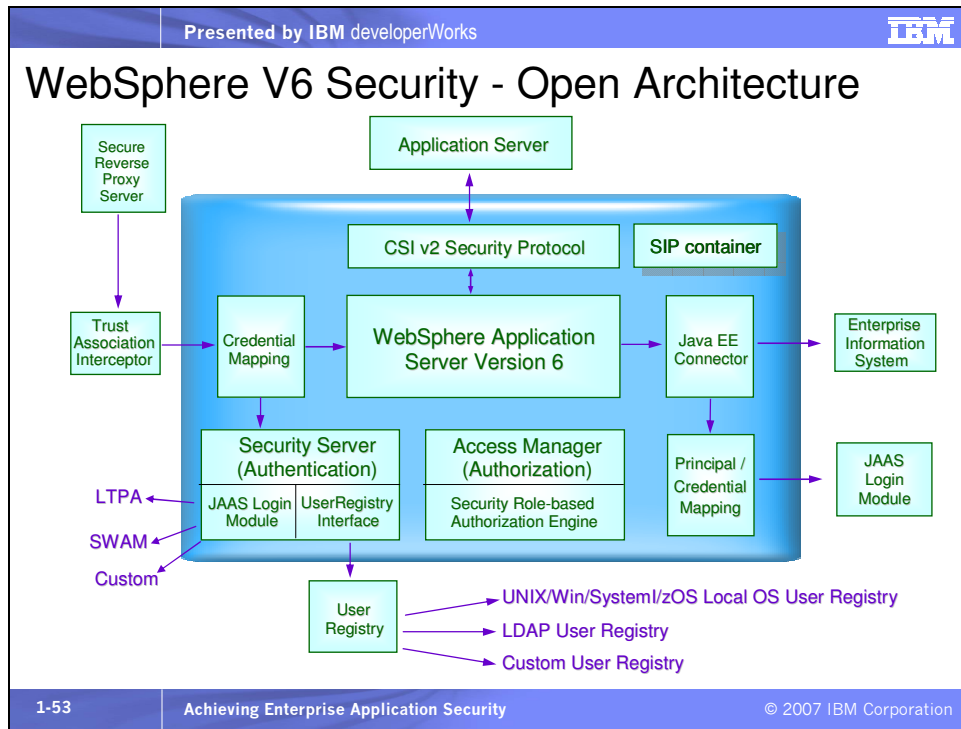 Presented by IBM developerWorks
IBM
WebSphere V6 Security - Open Architecture
Secure
Reverse
Proxy
Server
Application Server
CSI v2 Security Protocol
SIP container
Trust
Association
Interceptor
Credential
Mapping
WebSphere Application
Server Version 6
Java EE
Connector
Enterprise
Information
System
Security Server
(Authentication)
JAAS Login
Module
UserRegistry
Interface
Access Manager
(Authorization)
Security Role-based
Authorization Engine
Principal /
Credential
Mapping
JAAS
Login
Module
LTPA
SWAM
Custom
User
Registry
UNIX/Win/SystemI/zOS Local OS User Registry
LDAP User Registry
Custom User Registry
1-53
Achieving Enterprise Application Security
© 2007 IBM Corporation